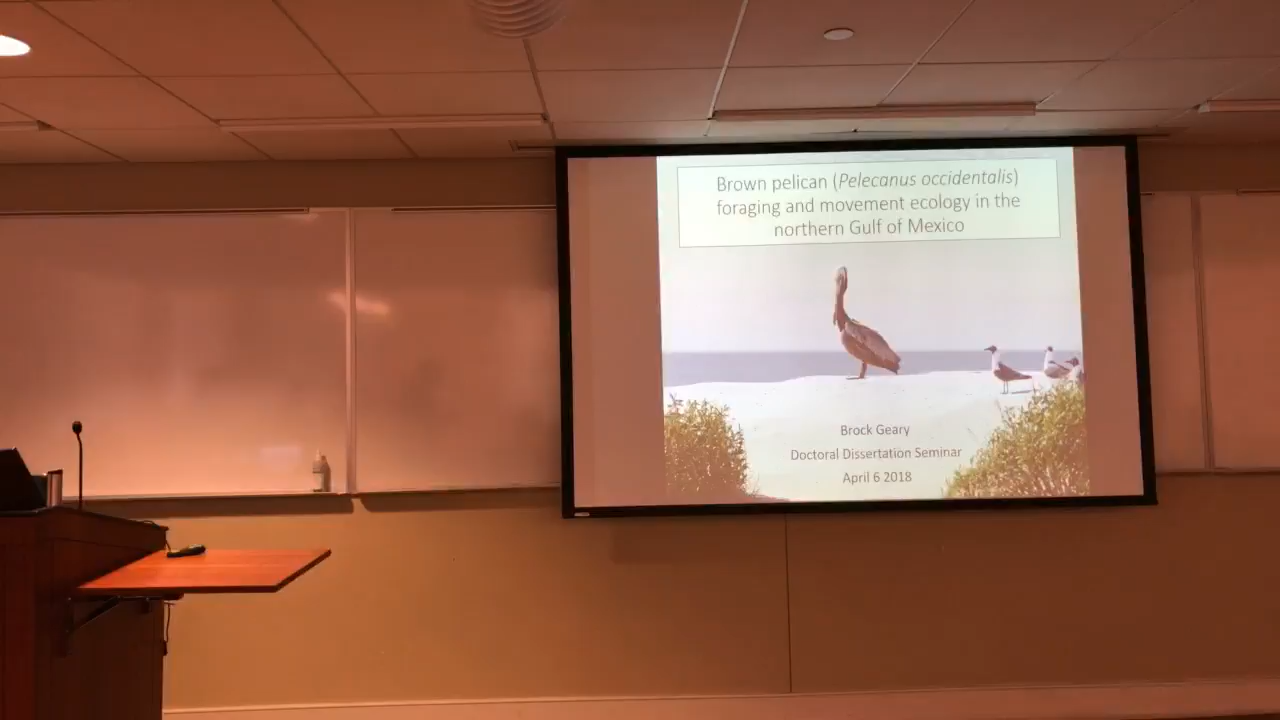 Brown pelican (Pelecanus occidentalis)
foraging and movement ecology in the
northern Gulf of Mexico
Brock Geary
Doctoral Dissertation Seminar
April 6 2018